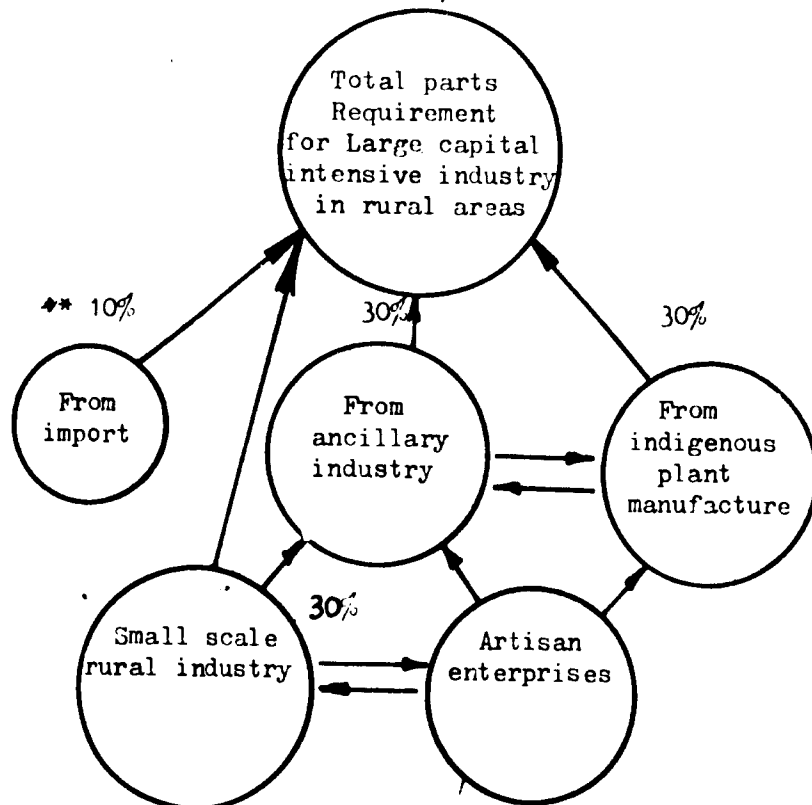 Total parts
Requirement
for Large capital
intensive industry
in rural areas
** 10%
30%
30%
From
import
From
ancillary
industry
From
indigenous
plant
manufacture
30%
Small scale
rural industry
Artisan
enterprises